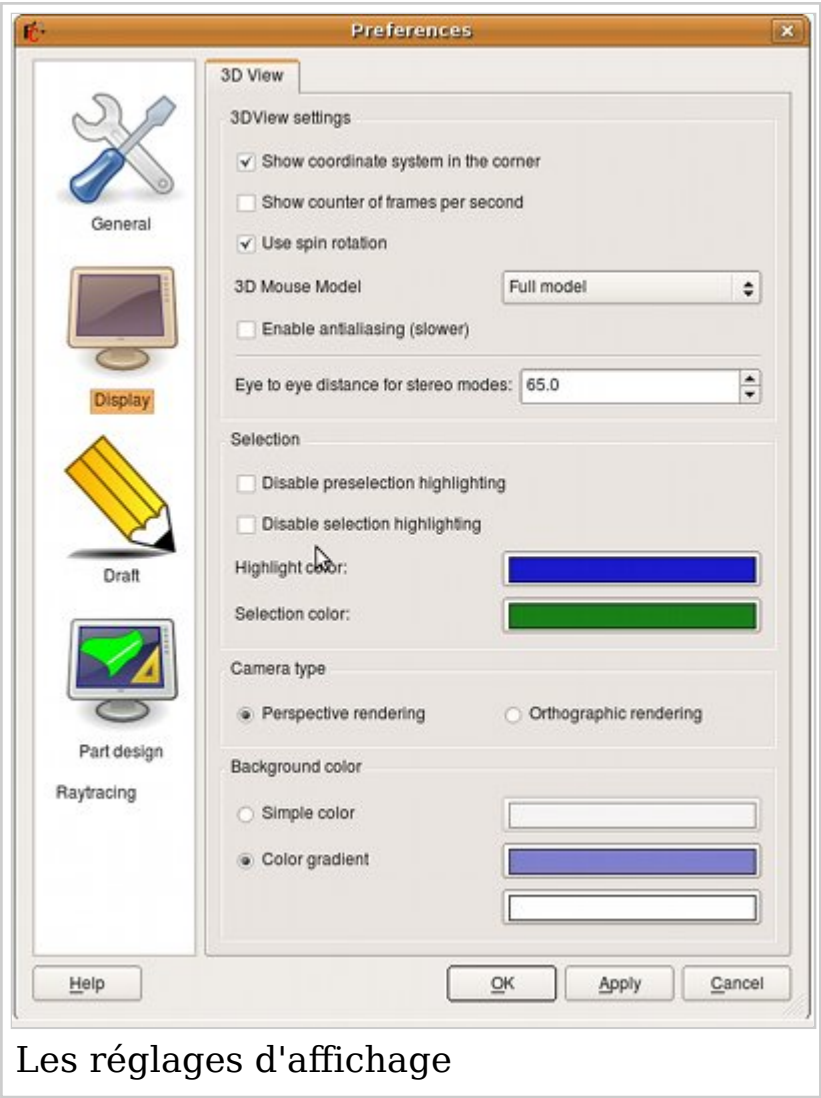 Preferences
3D View
3DView settings
Show coordinate system in the corner
Show counter of frames per second
Use spin rotation
3D Mouse Model
Full model
Enable antialiasing (slower)
Eye to eye distance for stereo modes:
65.0
Selection
Disable preselection highlighting
Disable selection highlighting
Highlight color:
Selection color:
Camera type
Perspective rendering
Orthographic rendering
Background color
Simple color
Color gradient
General
Display
Draft
Part design
Raytracing
Help
OK
Apply
Cancel
Les réglages d'affichage